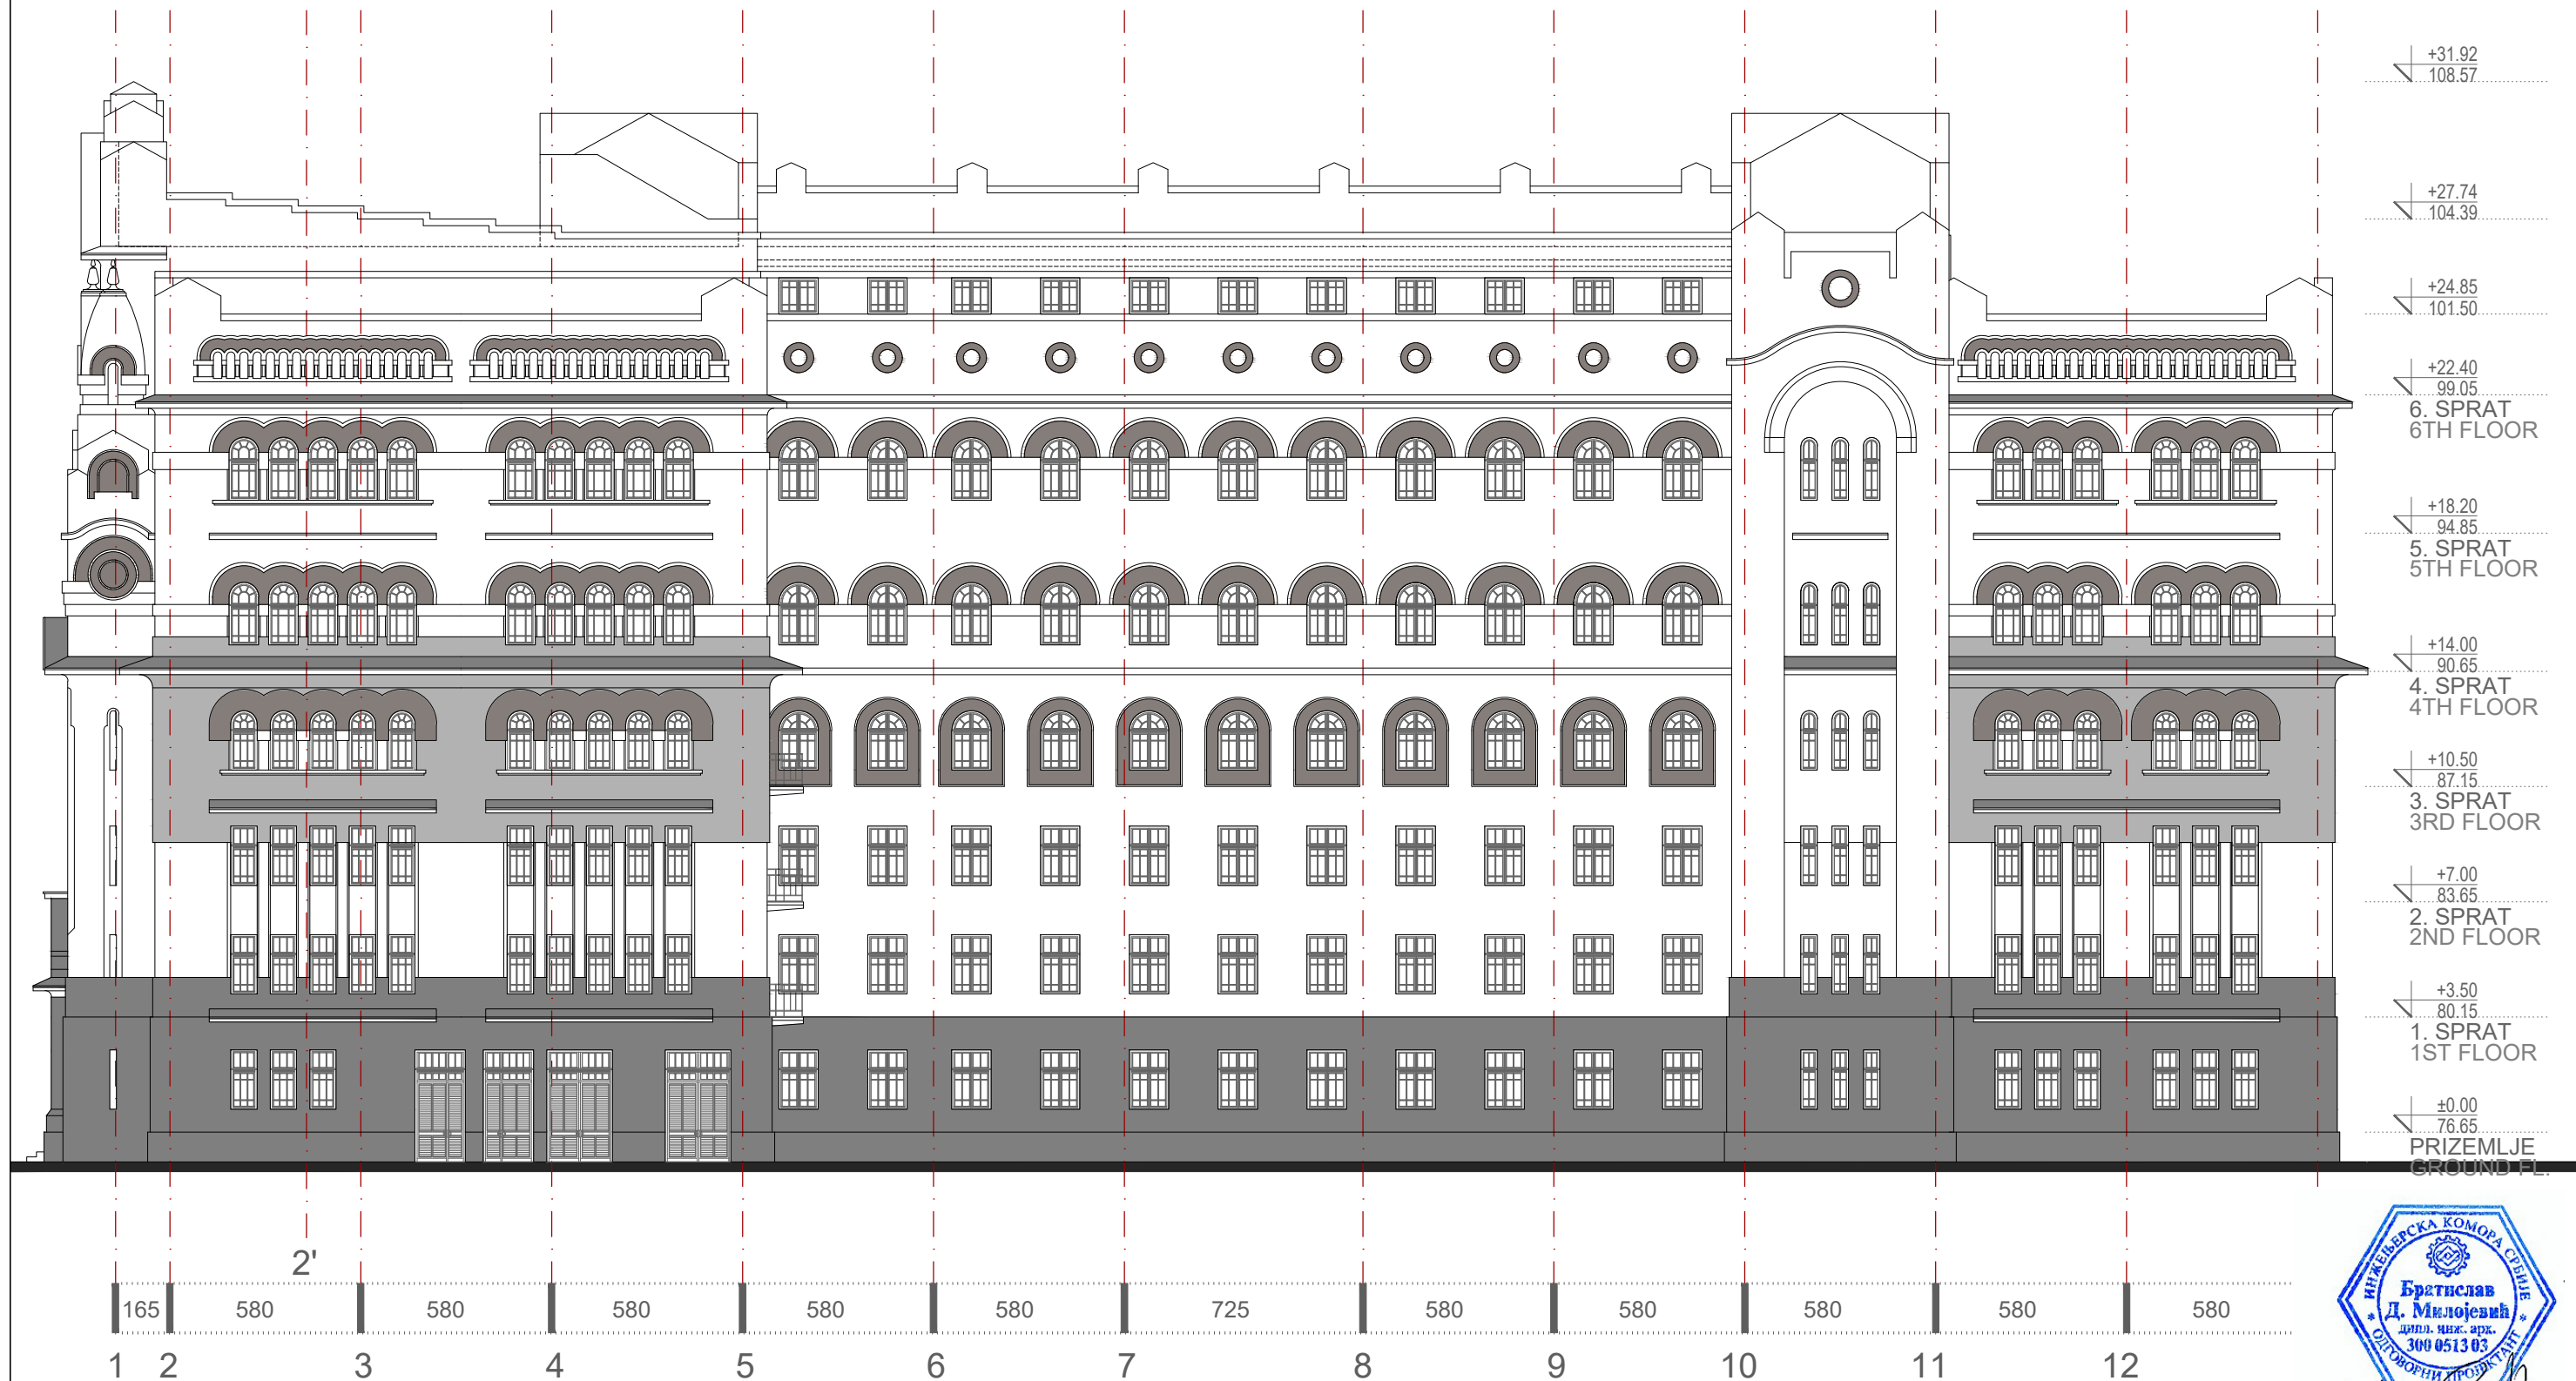 +31.92
108.57
+27.74
104.39
+24.85
101.50
+22.40
99.05
6. SPRAT
6TH FLOOR
+18.20
94.85
5. SPRAT
5TH FLOOR
+14.00
90.65
4. SPRAT
4TH FLOOR
+10.50
87.15
3. SPRAT
3RD FLOOR
+7.00
83.65
2. SPRAT
2ND FLOOR
+3.50
80.15
1. SPRAT
1ST FLOOR
±0.00
76.65
PRIZEMLJE
GROUND FL.
2'
165 580 580 580 580 580 725 580 580 580 580 580
1 2 3 4 5 6 7 8 9 10 11 12
ИНЖЕЊЕРСКА КОМОРА СРБИЈЕ
Братислав
Д. Милојевић
дипл. инж. арх.
300 0513 03
ОДГОВОРНИ ПРОЈЕКТАНТ